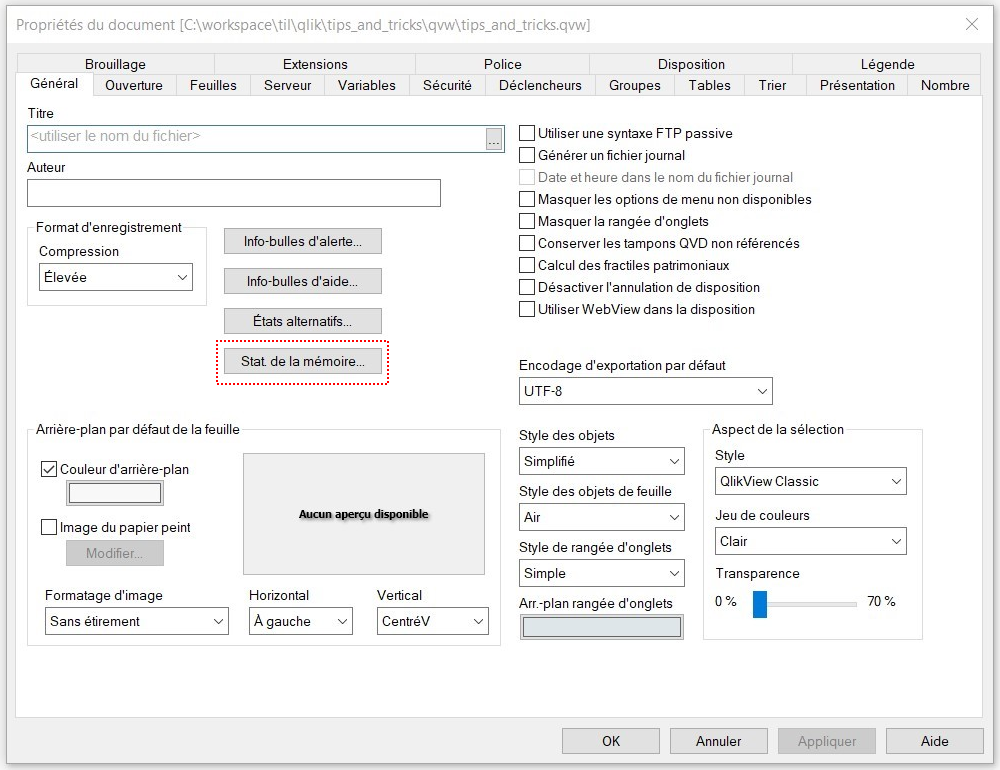 Propriétés du document [C:\workspace\til\qlik\tips_and_tricks\qvw\tips_and_tricks.qvw]
Brouillage Extensions Police Disposition Légende
Général Ouverture Feuilles Serveur Variables Sécurité Déclencheurs Groupes Tables Trier Présentation Nombre
Titre
<utiliser le nom du fichier>
...
Auteur
Format d'enregistrement
Compression
Élevée
Info-bulles d'alerte...
Info-bulles d'aide...
États alternatifs...
Stat. de la mémoire...
Utiliser une syntaxe FTP passive
Générer un fichier journal
Date et heure dans le nom du fichier journal
Masquer les options de menu non disponibles
Masquer la rangée d'onglets
Conserver les tampons QVD non référencés
Calcul des fractiles patrimoniaux
Désactiver l'annulation de disposition
Utiliser WebView dans la disposition
Encodage d'exportation par défaut
UTF-8
Arrière-plan par défaut de la feuille
Couleur d'arrière-plan
Image du papier peint
Modifier...
Aucun aperçu disponible
Formatage d'image
Sans étirement
Horizontal
À gauche
Vertical
CentréV
Style des objets
Simplifié
Style des objets de feuille
Air
Style de rangée d'onglets
Simple
Arr.-plan rangée d'onglets
Aspect de la sélection
Style
QlikView Classic
Jeu de couleurs
Clair
Transparence
0 % 70 %
OK Annuler Appliquer Aide